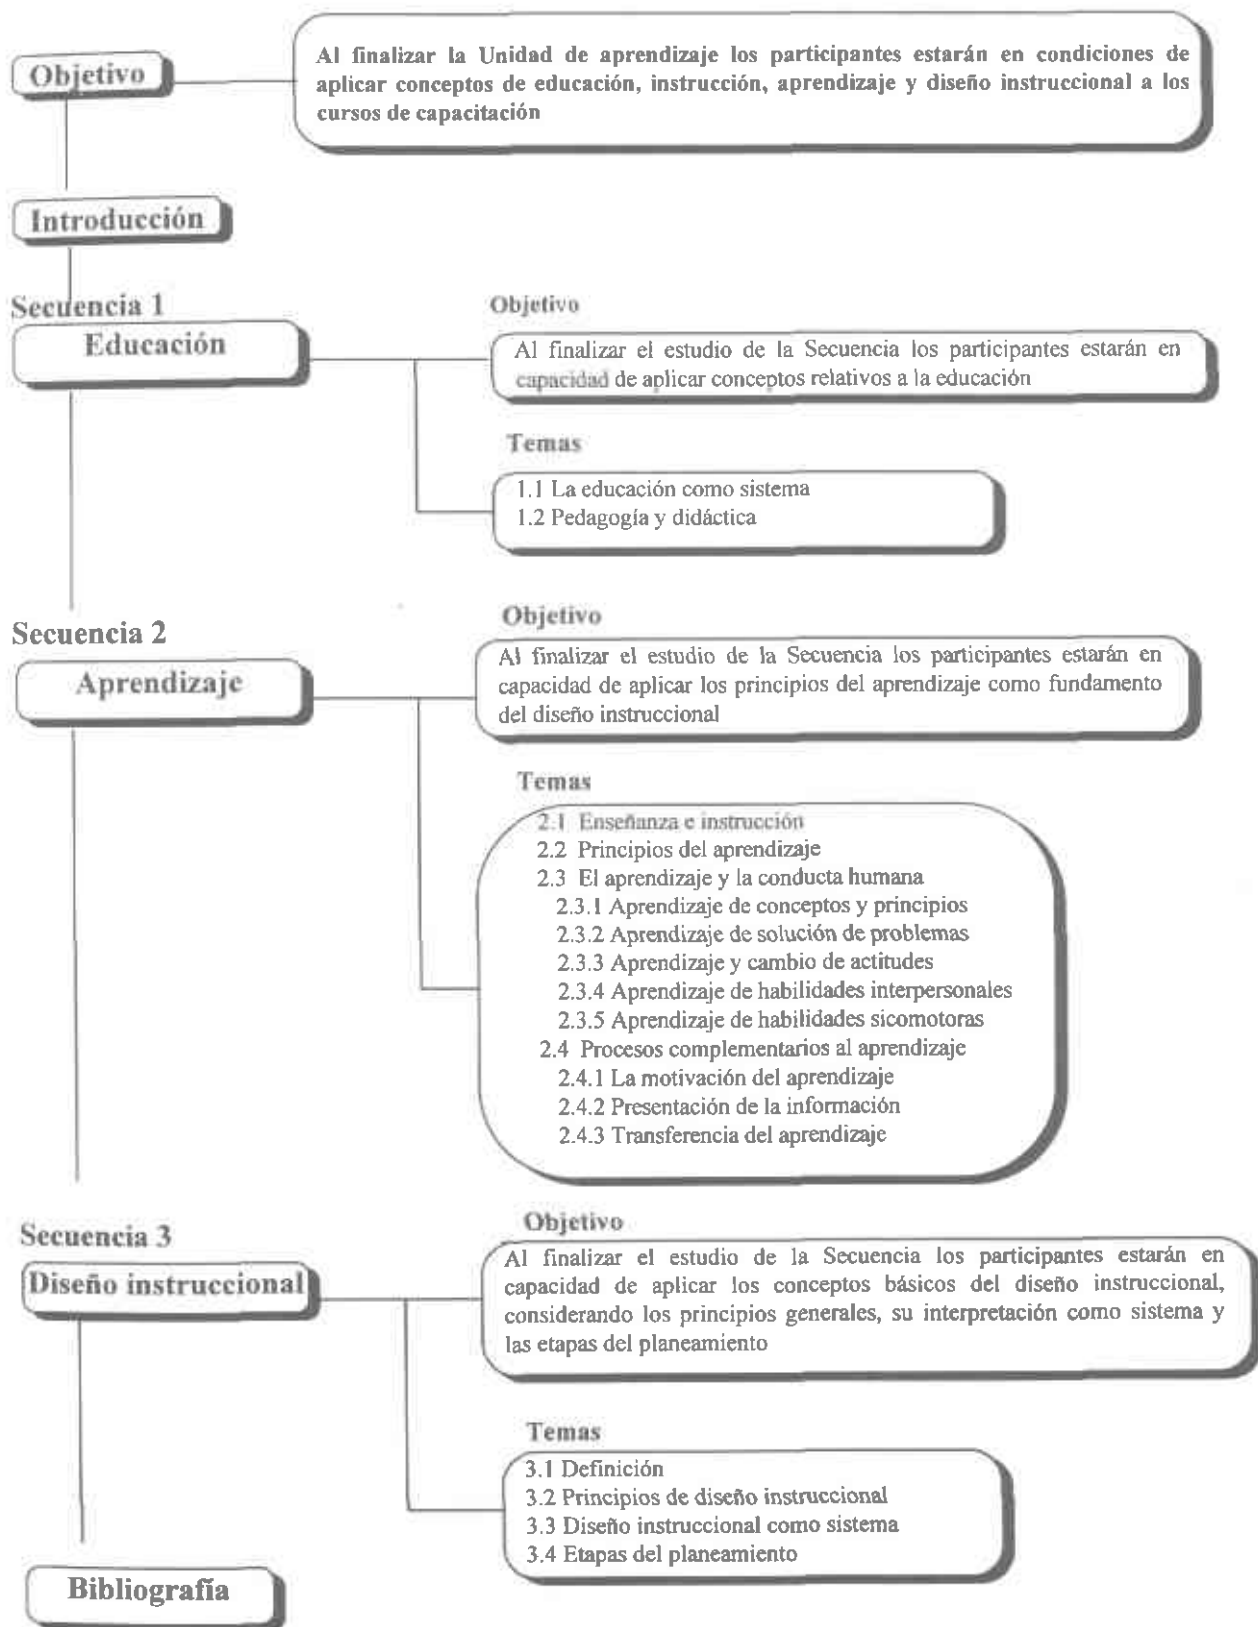 Objetivo
Al finalizar la Unidad de aprendizaje los participantes estarán en condiciones de
aplicar conceptos de educación, instrucción, aprendizaje y diseño instruccional a los
cursos de capacitación
Introducción
Secuencia 1
Educación
Objetivo
Al finalizar el estudio de la Secuencia los participantes estarán en
capacidad de aplicar conceptos relativos a la educación
Temas
1.1 La educación como sistema
1.2 Pedagogía y didáctica
Secuencia 2
Aprendizaje
Objetivo
Al finalizar el estudio de la Secuencia los participantes estarán en
capacidad de aplicar los principios del aprendizaje como fundamento
del diseño instruccional
Temas
2.1 Enseñanza e instrucción
2.2 Principios del aprendizaje
2.3 El aprendizaje y la conducta humana
2.3.1 Aprendizaje de conceptos y principios
2.3.2 Aprendizaje de solución de problemas
2.3.3 Aprendizaje y cambio de actitudes
2.3.4 Aprendizaje de habilidades interpersonales
2.3.5 Aprendizaje de habilidades sicomotoras
2.4 Procesos complementarios al aprendizaje
2.4.1 La motivación del aprendizaje
2.4.2 Presentación de la información
2.4.3 Transferencia del aprendizaje
Secuencia 3
Diseño instruccional
Objetivo
Al finalizar el estudio de la Secuencia los participantes estarán en
capacidad de aplicar los conceptos básicos del diseño instruccional,
considerando los principios generales, su interpretación como sistema y
las etapas del planeamiento
Temas
3.1 Definición
3.2 Principios de diseño instruccional
3.3 Diseño instruccional como sistema
3.4 Etapas del planeamiento
Bibliografía